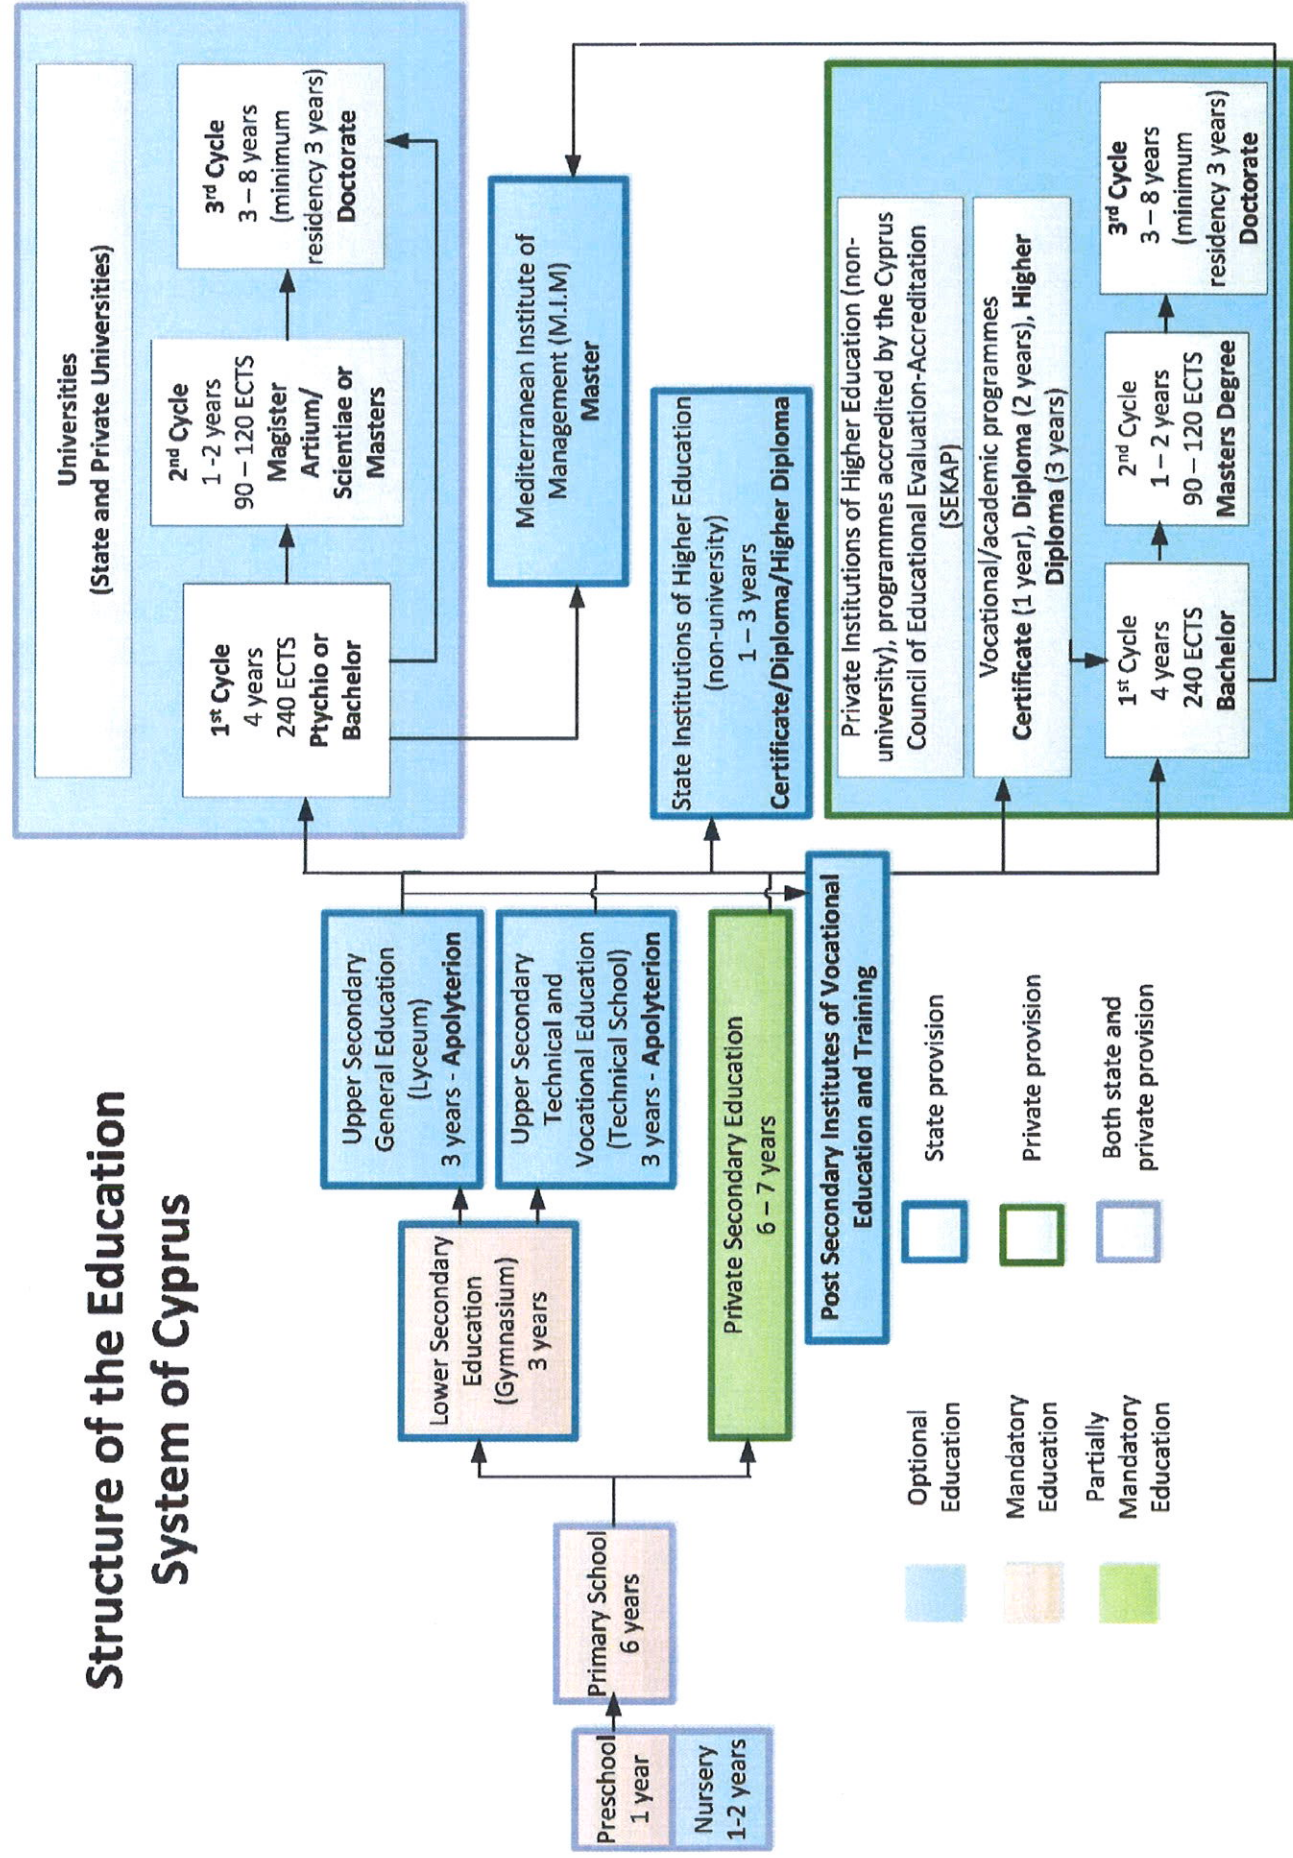 Structure of the Education
System of Cyprus
Preschool
1 year
Nursery
1-2 years
Primary School
6 years
Lower Secondary
Education
(Gymnasium)
3 years
Upper Secondary
General Education
(Lyceum)
3 years - Apolyterion
Upper Secondary
Technical and
Vocational Education
(Technical School)
3 years - Apolyterion
Private Secondary Education
6 – 7 years
Post Secondary Institutes of Vocational
Education and Training
Universities
(State and Private Universities)
1st Cycle
4 years
240 ECTS
Ptychio or
Bachelor
2nd Cycle
1 -2 years
90 – 120 ECTS
Magister
Artium/
Scientiae or
Masters
3rd Cycle
3 – 8 years
(minimum
residency 3 years)
Doctorate
Mediterranean Institute of
Management (M.I.M)
Master
State Institutions of Higher Education
(non-university)
1 – 3 years
Certificate/Diploma/Higher Diploma
Private Institutions of Higher Education (non-
university), programmes accredited by the Cyprus
Council of Educational Evaluation-Accreditation
(SEKAP)
Vocational/academic programmes
Certificate (1 year), Diploma (2 years), Higher
Diploma (3 years)
1st Cycle
4 years
240 ECTS
Bachelor
2nd Cycle
1 – 2 years
90 – 120 ECTS
Masters Degree
3rd Cycle
3 – 8 years
(minimum
residency 3 years)
Doctorate
Optional
Education
Mandatory
Education
Partially
Mandatory
Education
State provision
Private provision
Both state and
private provision